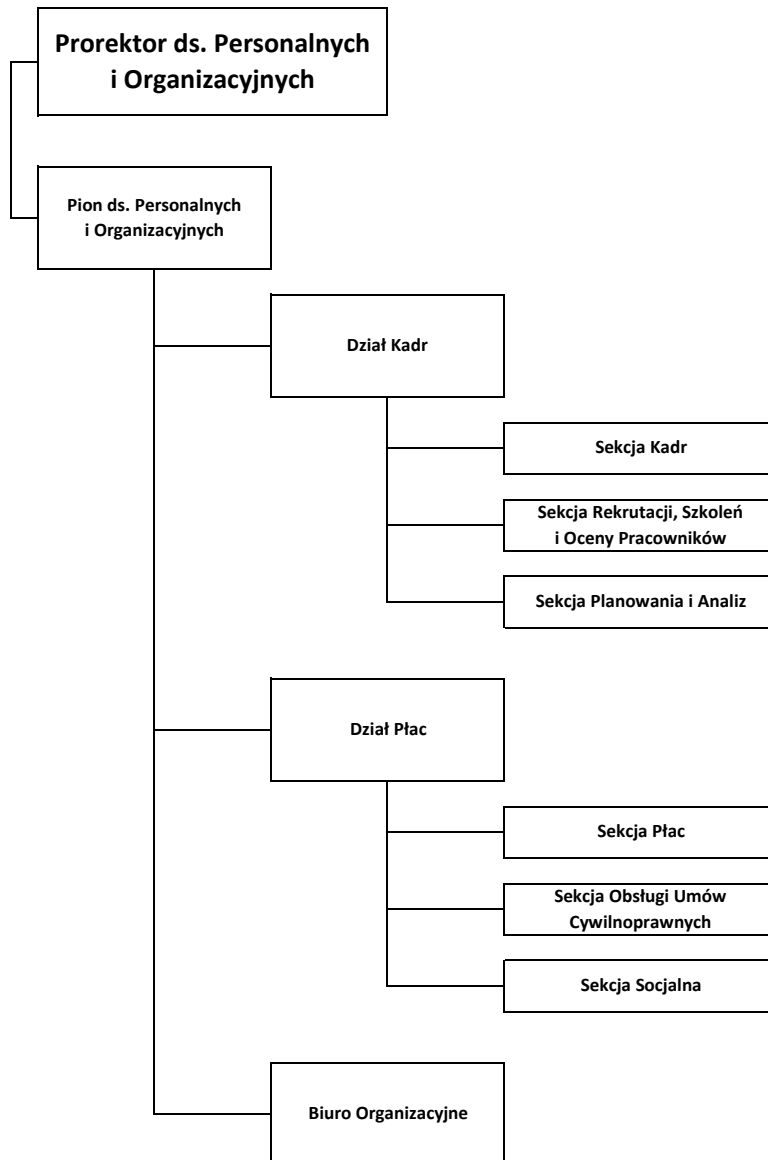 Prorektor ds. Personalnych
i Organizacyjnych
Pion ds. Personalnych
i Organizacyjnych
Dział Kadr
Sekcja Kadr
Sekcja Rekrutacji, Szkoleń
i Oceny Pracowników
Sekcja Planowania i Analiz
Dział Płac
Sekcja Płac
Sekcja Obsługi Umów
Cywilnoprawnych
Sekcja Socjalna
Biuro Organizacyjne